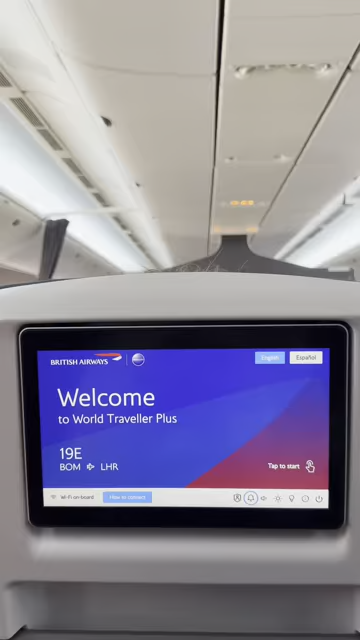 BRITISH AIRWAYS
English
Español
Welcome
to World Traveller Plus
19E
BOM LHR
Tap to start
Wi-Fi on board
How to connect